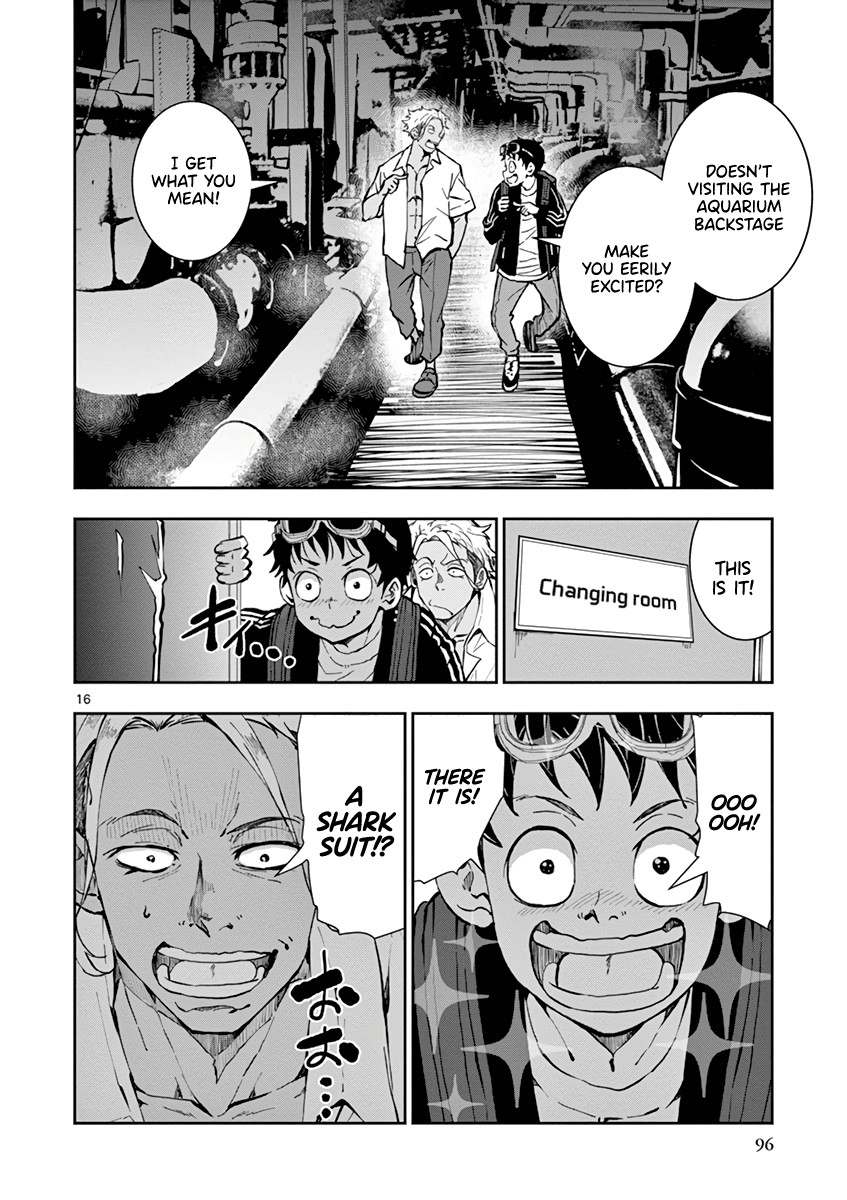 DOESN'T
VISITING THE
AQUARIUM
BACKSTAGE
MAKE
YOU EERILY
EXCITED?
I GET
WHAT YOU
MEAN!
THIS
IS IT!
Changing room
キィ...
16
OOO
OOH!
THERE
IT IS!
A
SHARK
SUIT!?
おお...
96